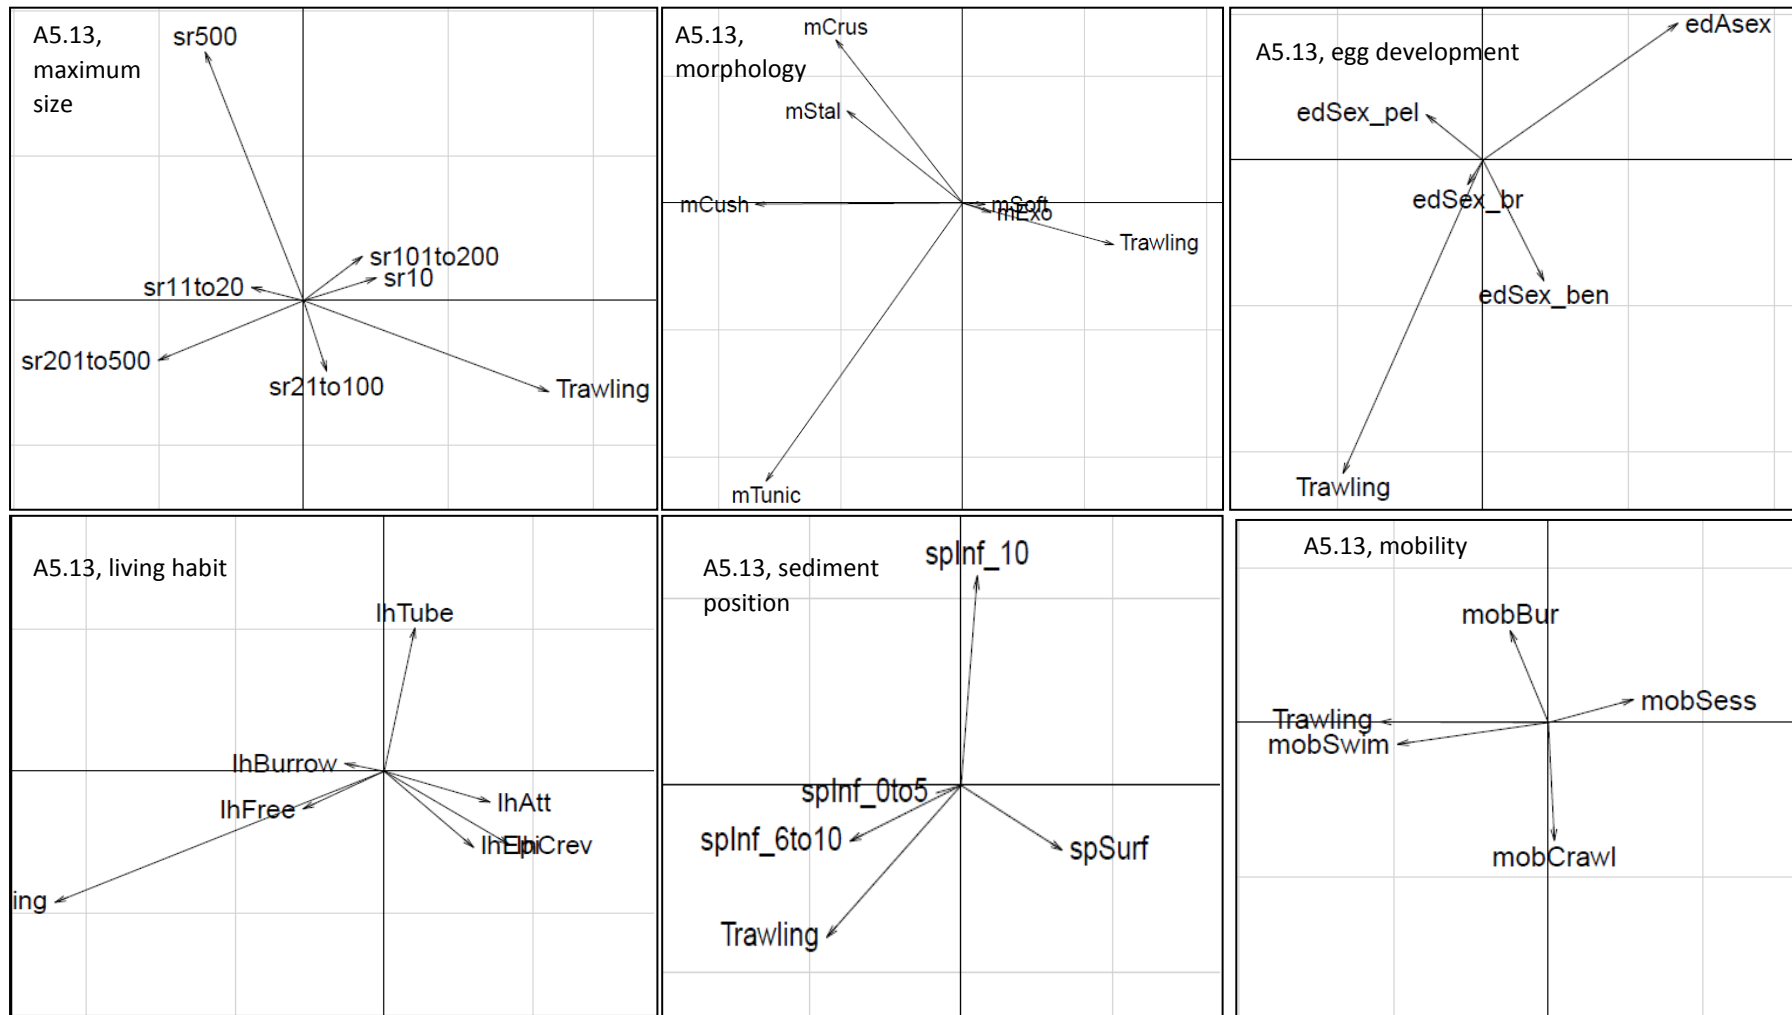 A5.13,
maximum
size
sr500
sr101to200
sr10
sr11to20
sr201to500
sr21to100
Trawling
A5.13,
morphology
mCrus
mStal
mCush
mSoft
mExo
Trawling
mTunic
A5.13, egg development
edAsex
edSex_pel
edSex_br
edSex_ben
Trawling
A5.13, living habit
lhTube
lhBurrow
lhFree
lhAtt
lhEpi
lhCrev
ing
A5.13, sediment
position
spInf_10
spInf_0to5
spInf_6to10
spSurf
Trawling
A5.13, mobility
mobBur
mobSess
Trawling
mobSwim
mobCrawl